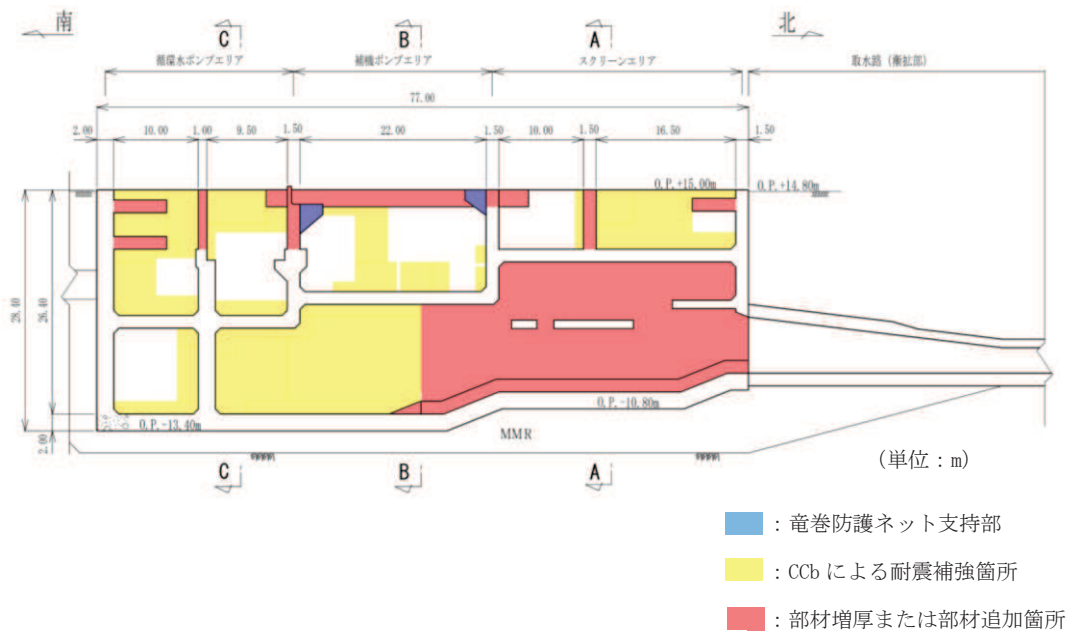 南
C
B
A
北
循環水ポンプエリア
補機ポンプエリア
スクリーンエリア
取水路（漸拡部）
77.00
2.00
10.00
1.00
9.50
1.50
22.00
1.50
10.00
1.50
16.50
1.50
O.P.+15.00m
O.P.+14.80m
28.40
26.40
2.00
O.P.-13.40m
O.P.-10.80m
MMR
C
B
A
（単位：m）
：竜巻防護ネット支持部
：CCbによる耐震補強箇所
：部材増厚または部材追加箇所